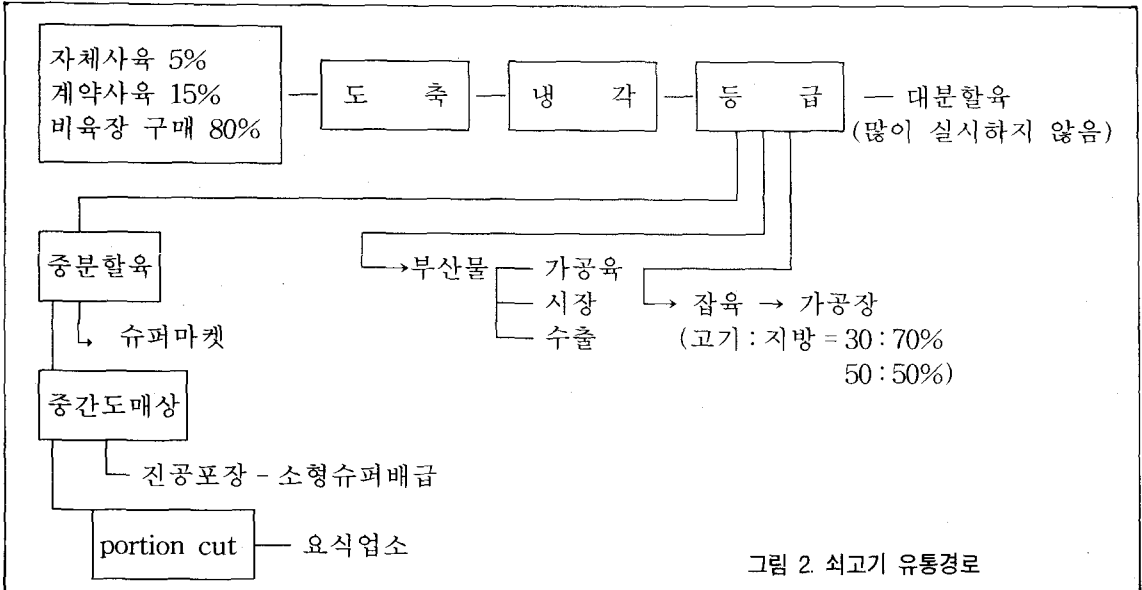 자체사육 5%
계약사육 15%
비육장 구매 80%
도 축
냉 각
등 급
대분할육
(많이 실시하지 않음)
중분할육
슈퍼마켓
→부산물
가공육
시장
수출
→ 잡육 → 가공장
(고기 : 지방 = 30 : 70%
50 : 50%)
중간도매상
진공포장 - 소형슈퍼배급
portion cut
요식업소
그림 2. 쇠고기 유통경로